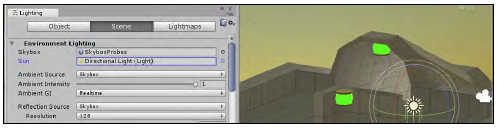 Lighting
Object Scene Lightmaps
Environment Lighting
Skybox SkyboxProbes
Sun Directional Light (Light)
Ambient Source Skybox
Ambient Intensity 1
Ambient GI Realtime
Reflection Source Skybox
Resolution 128